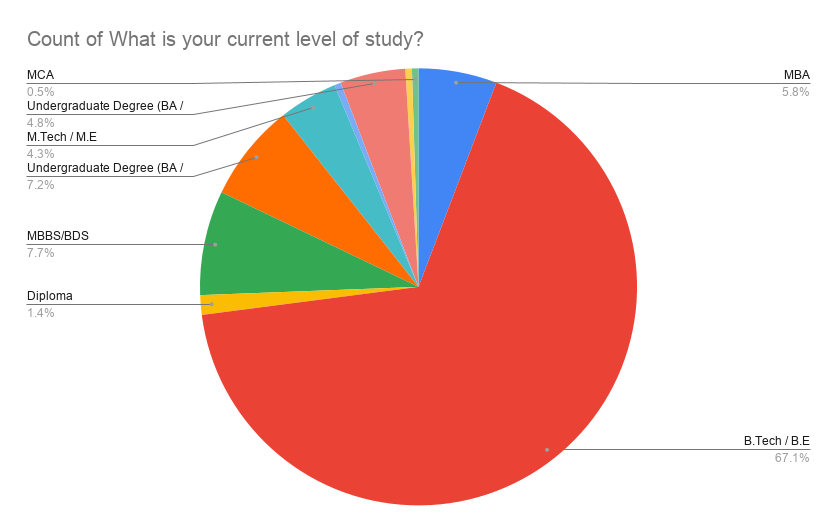 Count of What is your current level of study?
MCA
0.5%
Undergraduate Degree (BA /
4.8%
M.Tech / M.E
4.3%
Undergraduate Degree (BA /
7.2%
MBBS/BDS
7.7%
Diploma
1.4%
MBA
5.8%
B.Tech / B.E
67.1%